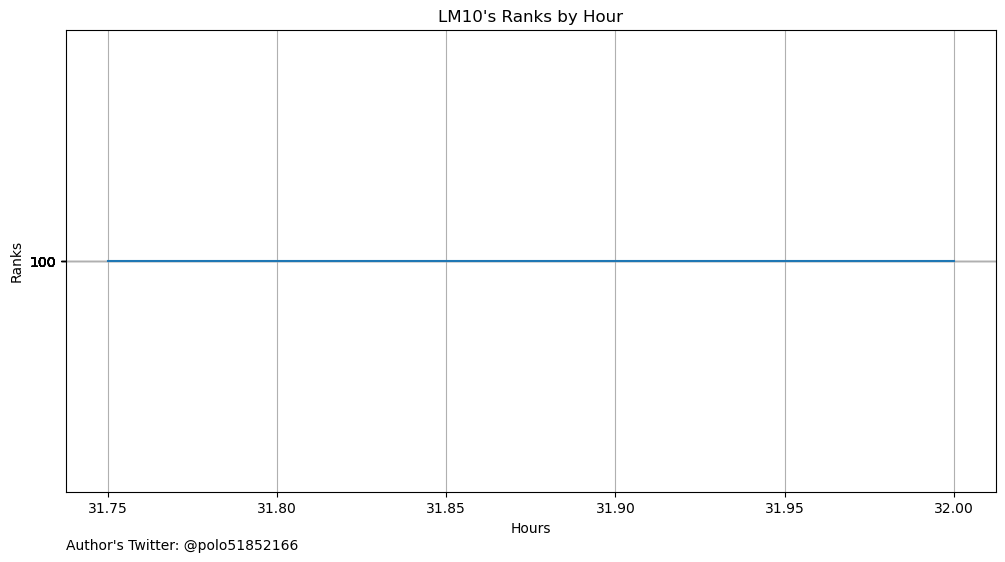 LM10's Ranks by Hour
Ranks
100
31.75 31.80 31.85 31.90 31.95 32.00
Hours
Author's Twitter: @polo51852166